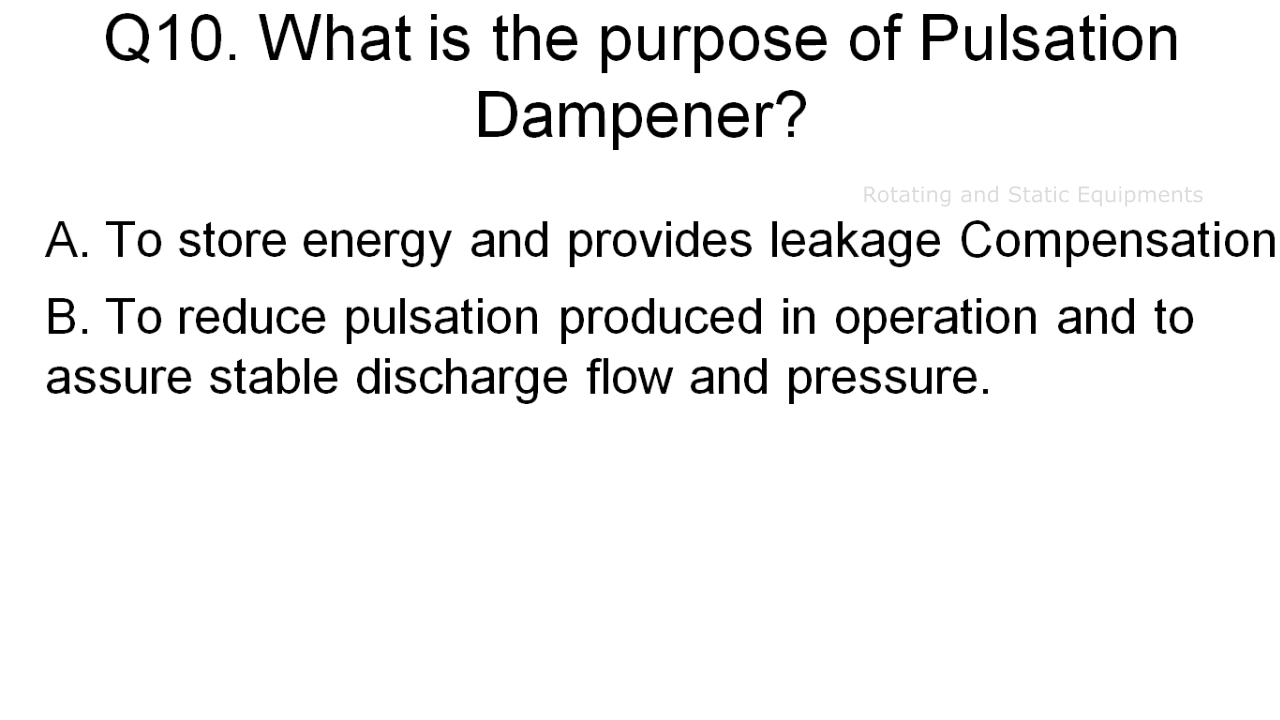 Q10. What is the purpose of Pulsation
Dampener?
Rotating and Static Equipments
A. To store energy and provides leakage Compensation
B. To reduce pulsation produced in operation and to
assure stable discharge flow and pressure.